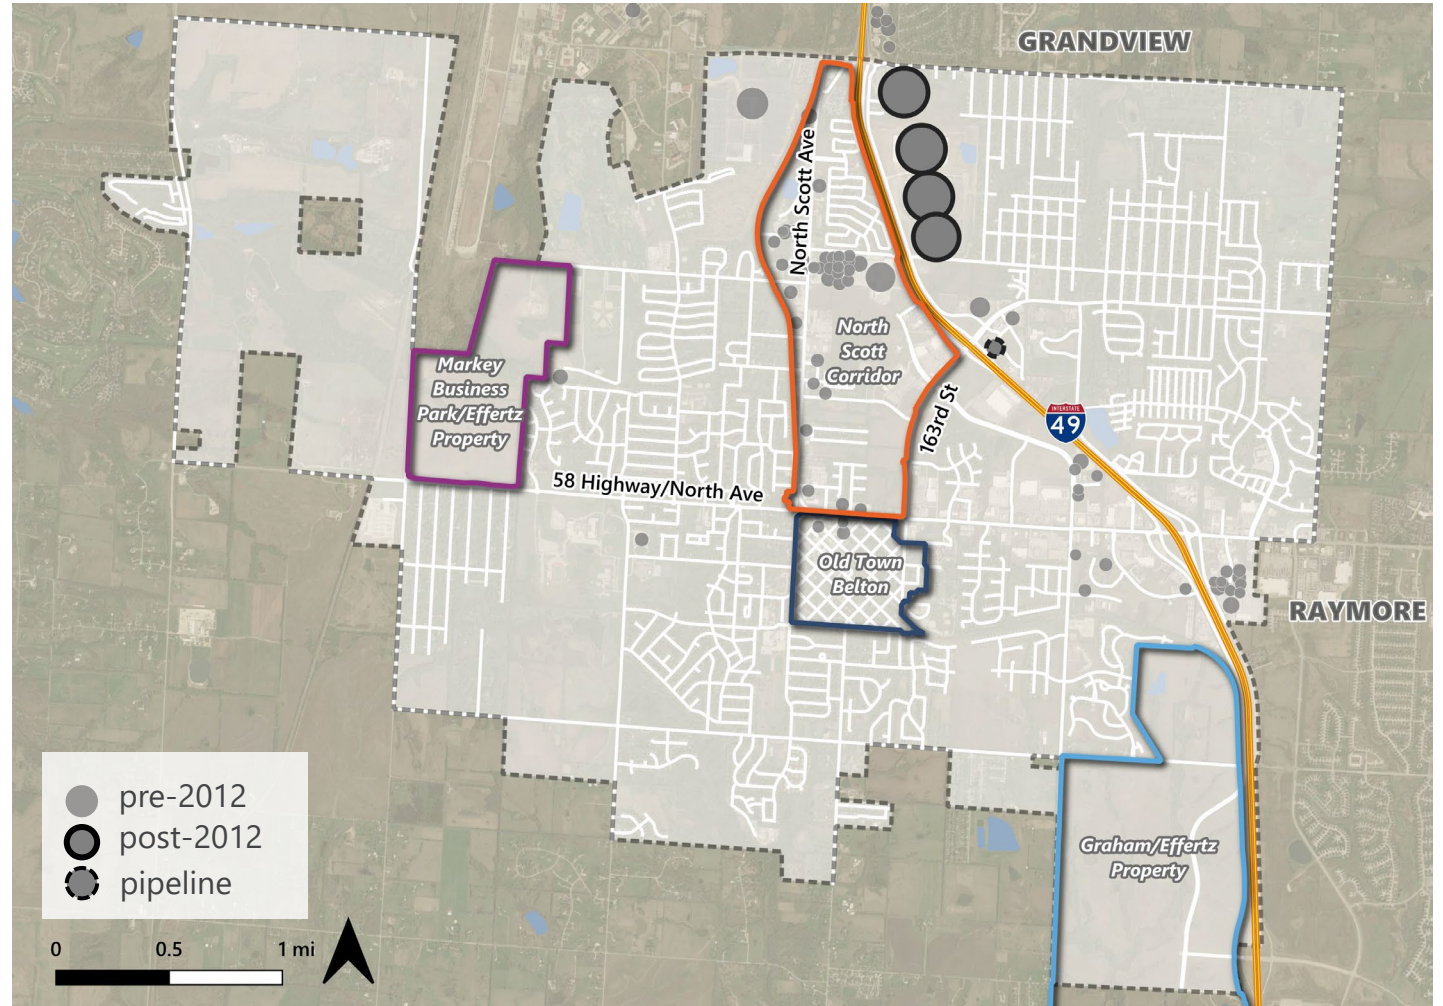 GRANDVIEW
North Scott Ave
North
Scott
Corridor
Markey
Business
Park/Effertz
Property
163rd St
INTERSTATE
49
58 Highway/North Ave
Old Town
Belton
RAYMORE
Graham/Effertz
Property
pre-2012
post-2012
pipeline
0 0.5 1 mi